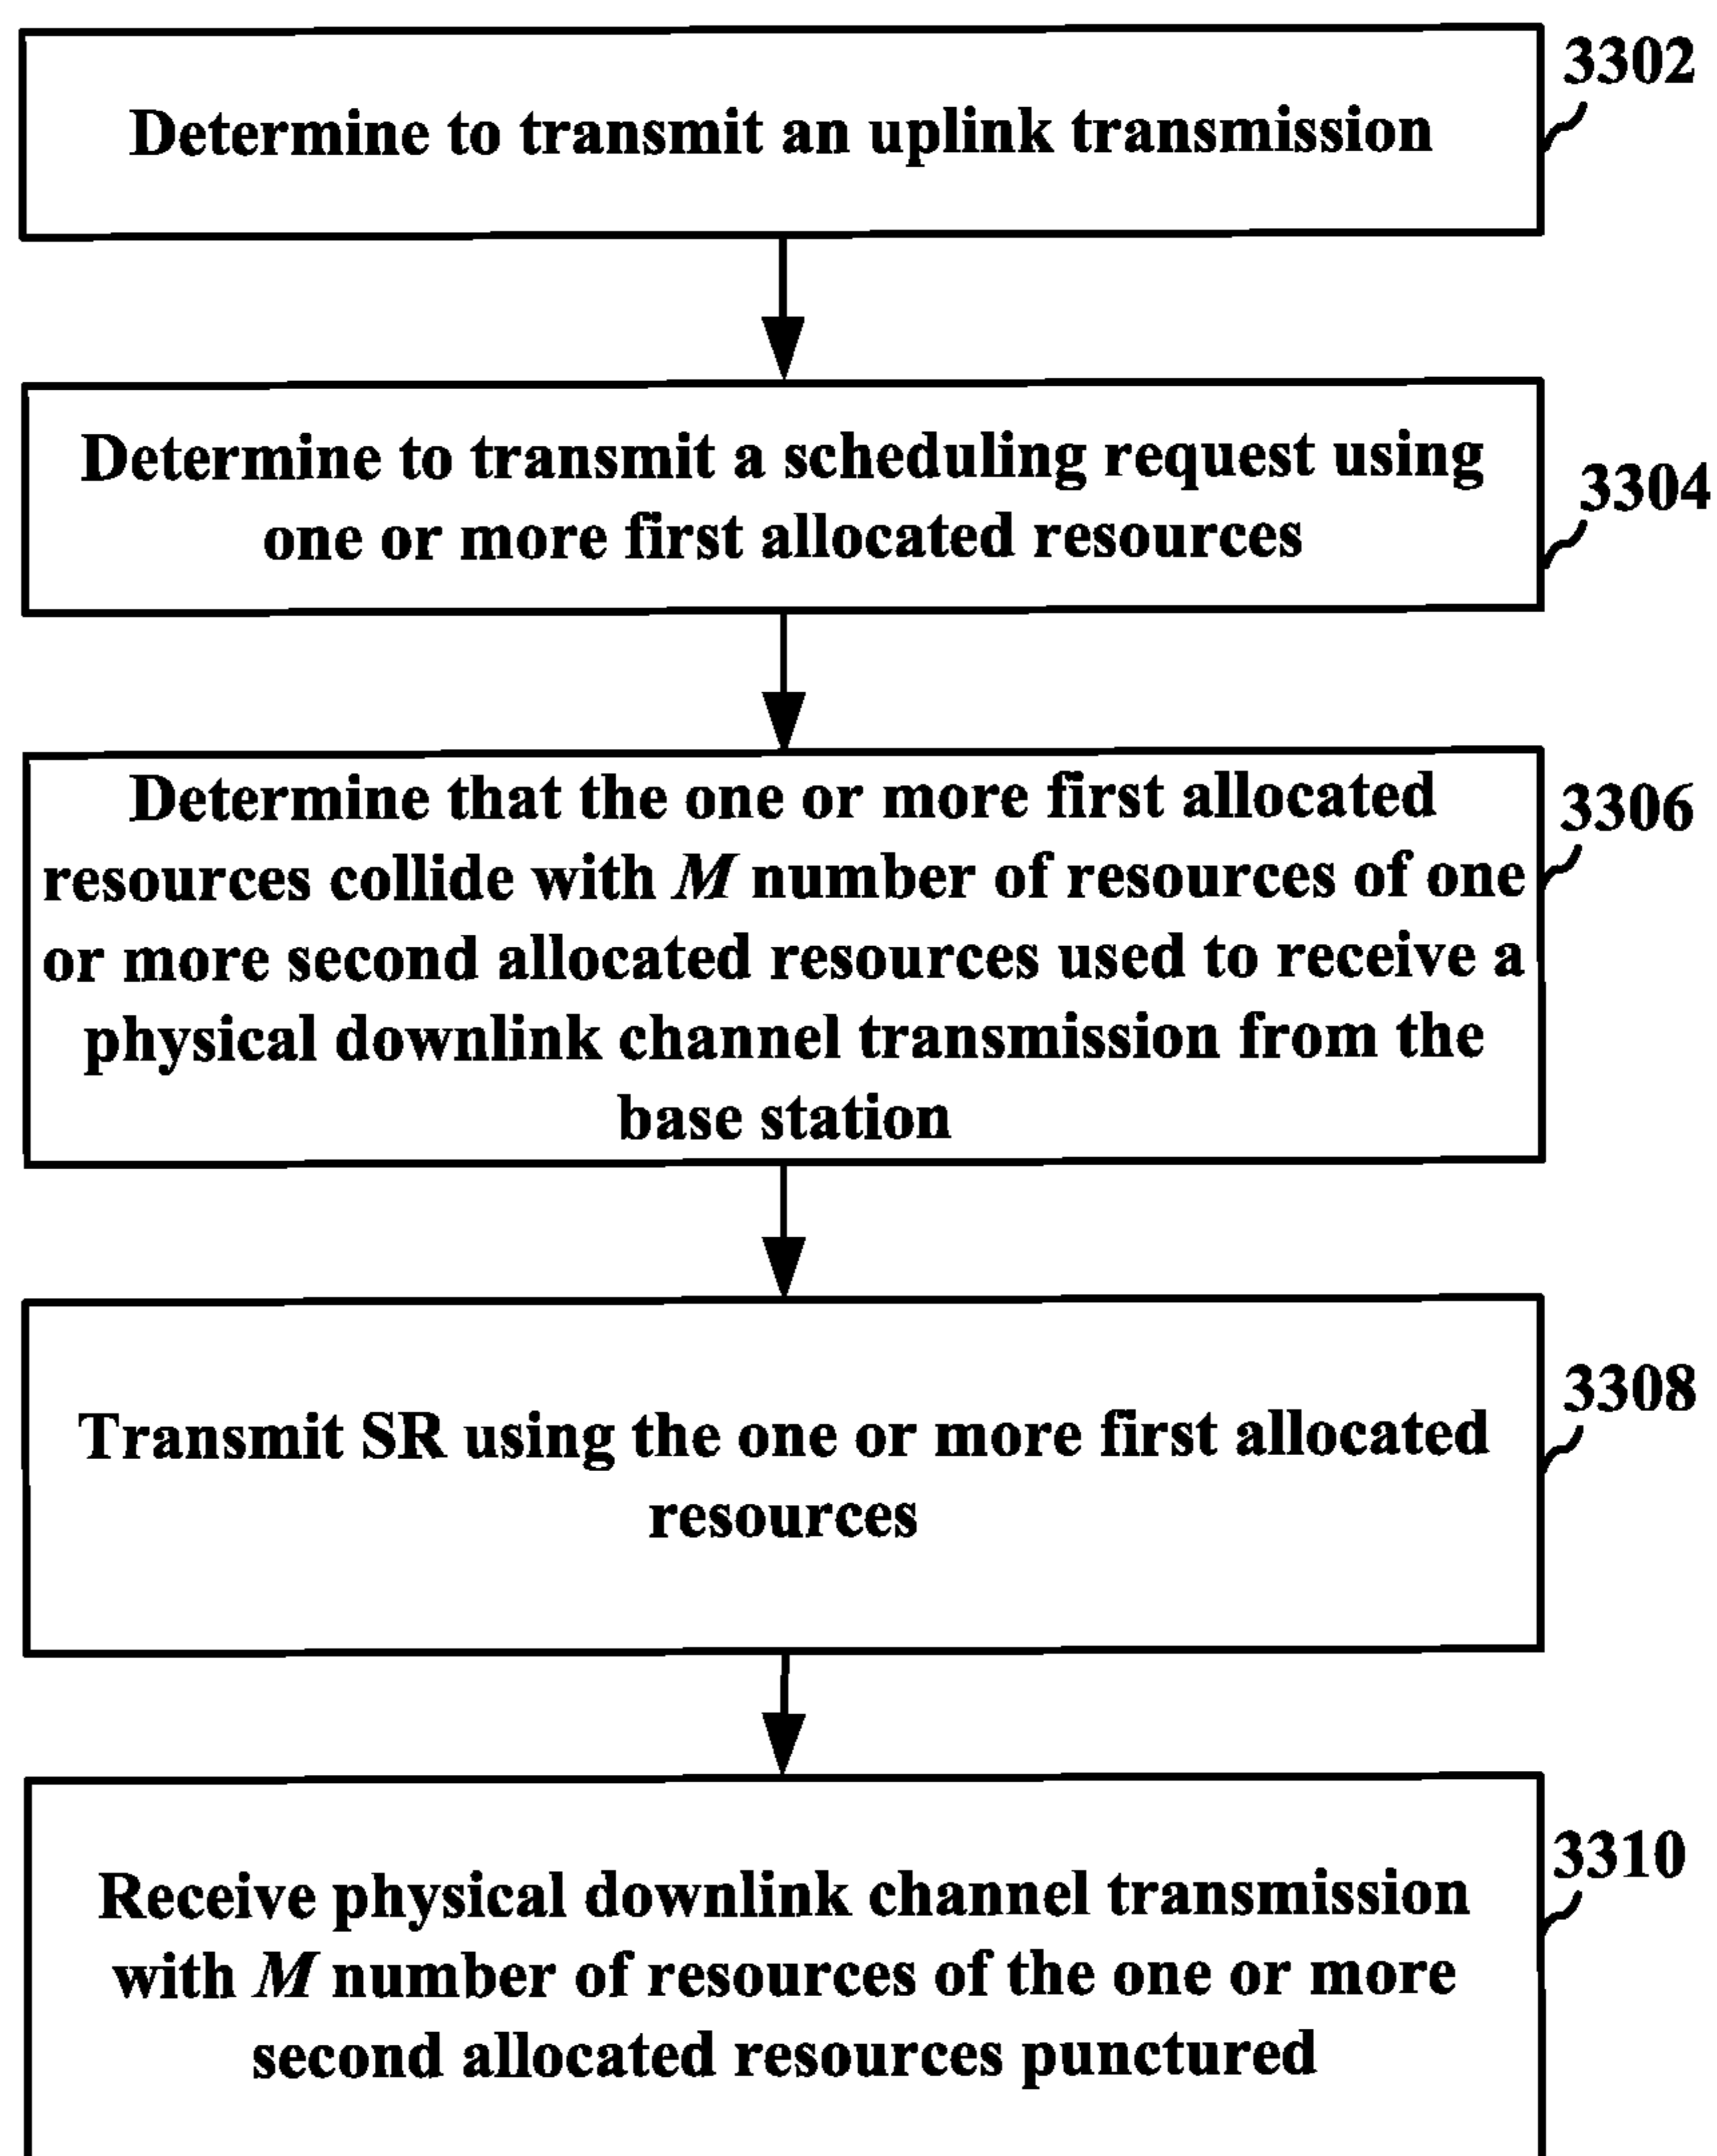 3302
Determine to transmit an uplink transmission
Determine to transmit a scheduling request using
one or more first allocated resources
3304
Determine that the one or more first allocated
resources collide with M number of resources of one
or more second allocated resources used to receive a
physical downlink channel transmission from the
base station
3306
Transmit SR using the one or more first allocated
resources
3308
Receive physical downlink channel transmission
with M number of resources of the one or more
second allocated resources punctured
3310